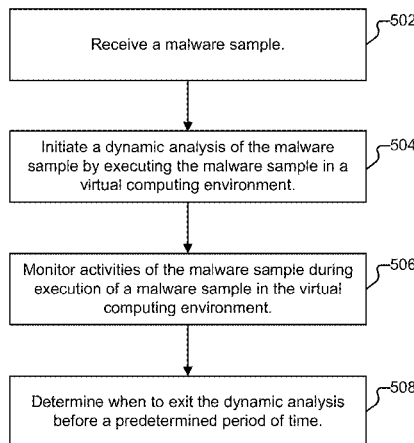 Receive a malware sample.
502
Initiate a dynamic analysis of the malware
sample by executing the malware sample in a
virtual computing environment.
504
Monitor activities of the malware sample during
execution of a malware sample in the virtual
computing environment.
506
Determine when to exit the dynamic analysis
before a predetermined period of time.
508